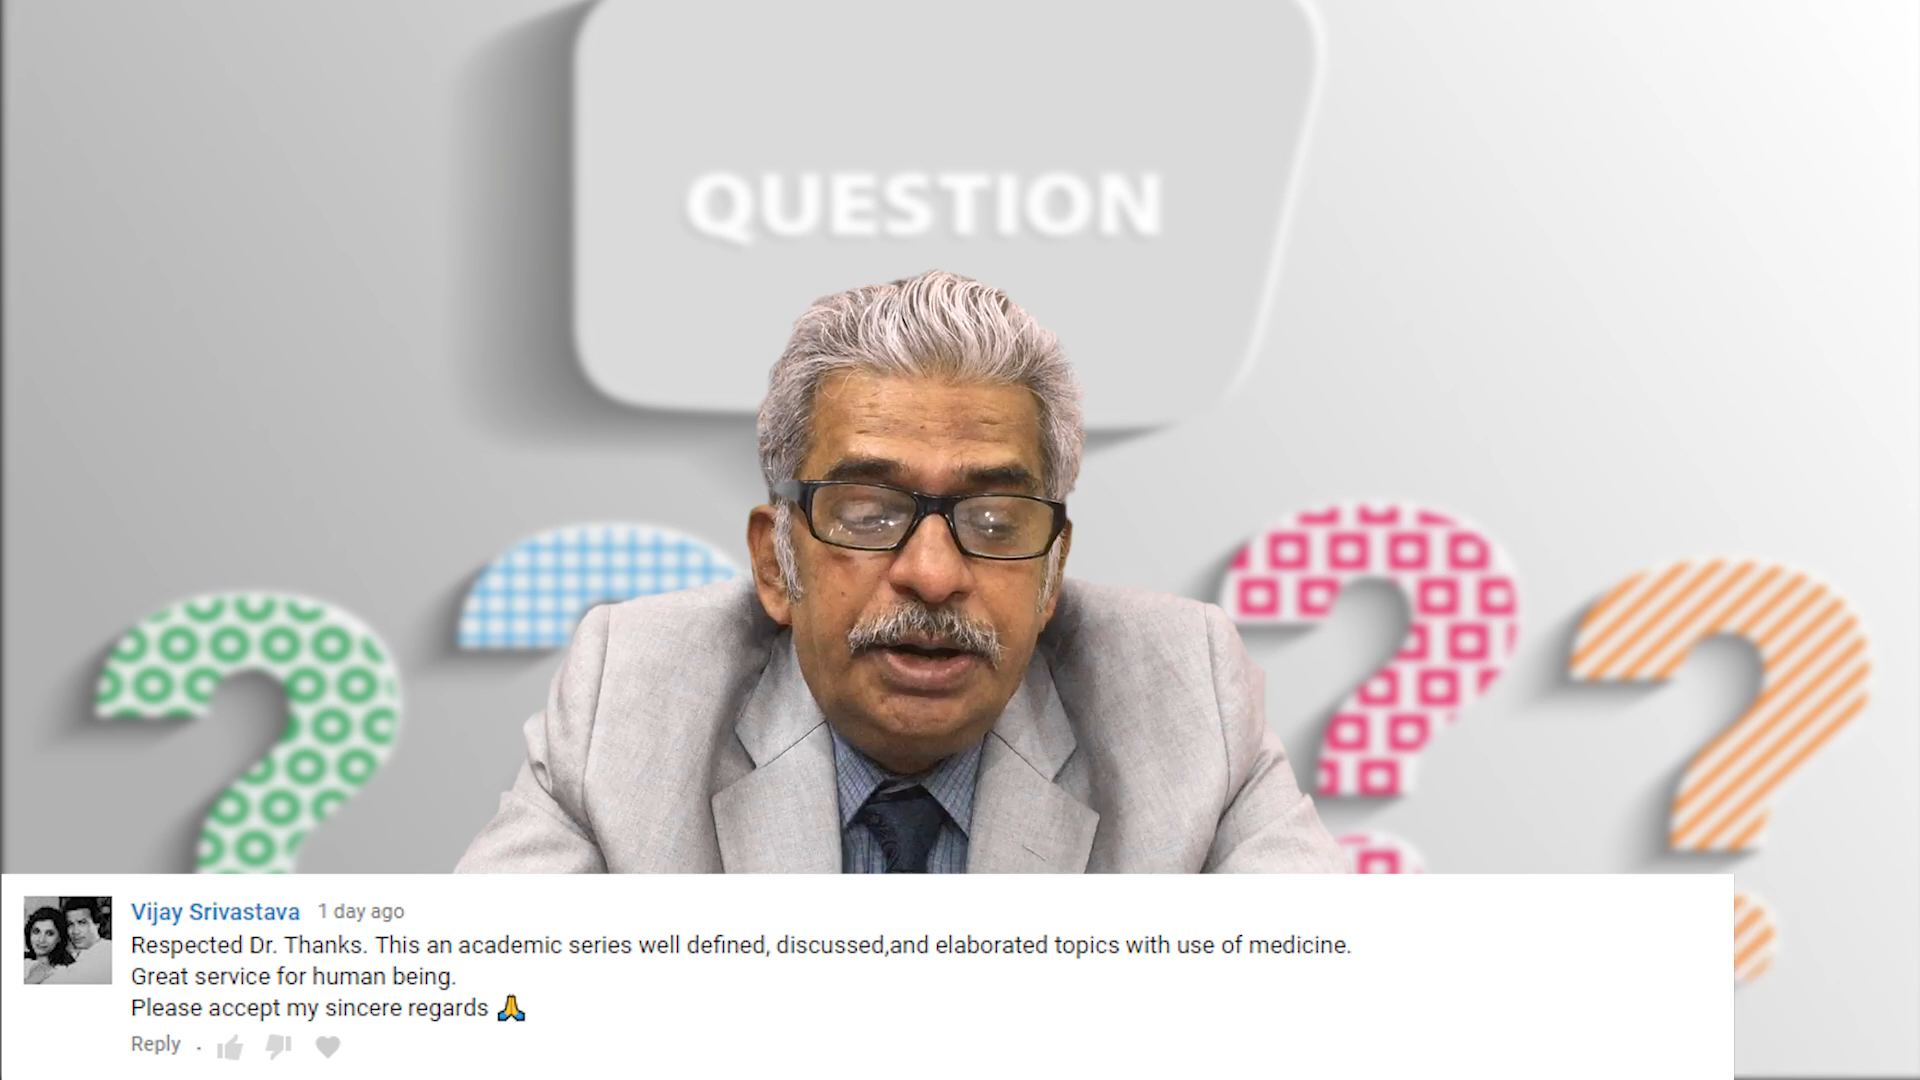 QUESTION
Vijay Srivastava 1 day ago
Respected Dr. Thanks. This an academic series well defined, discussed,and elaborated topics with use of medicine.
Great service for human being.
Please accept my sincere regards 🙏
Reply .